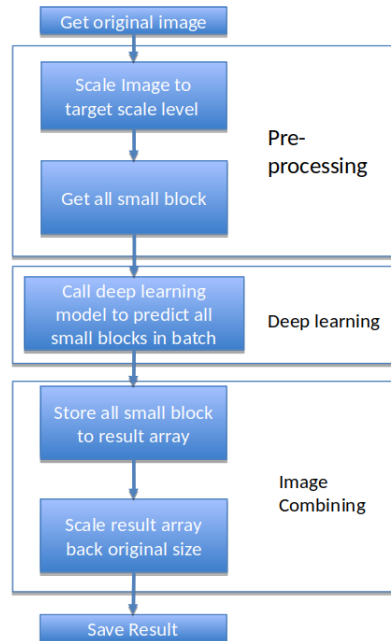 Get original image
Scale Image to
target scale level
Pre-
processing
Get all small block
Call deep learning
model to predict all
small blocks in batch
Deep learning
Store all small block
to result array
Image
Combining
Scale result array
back original size
Save Result